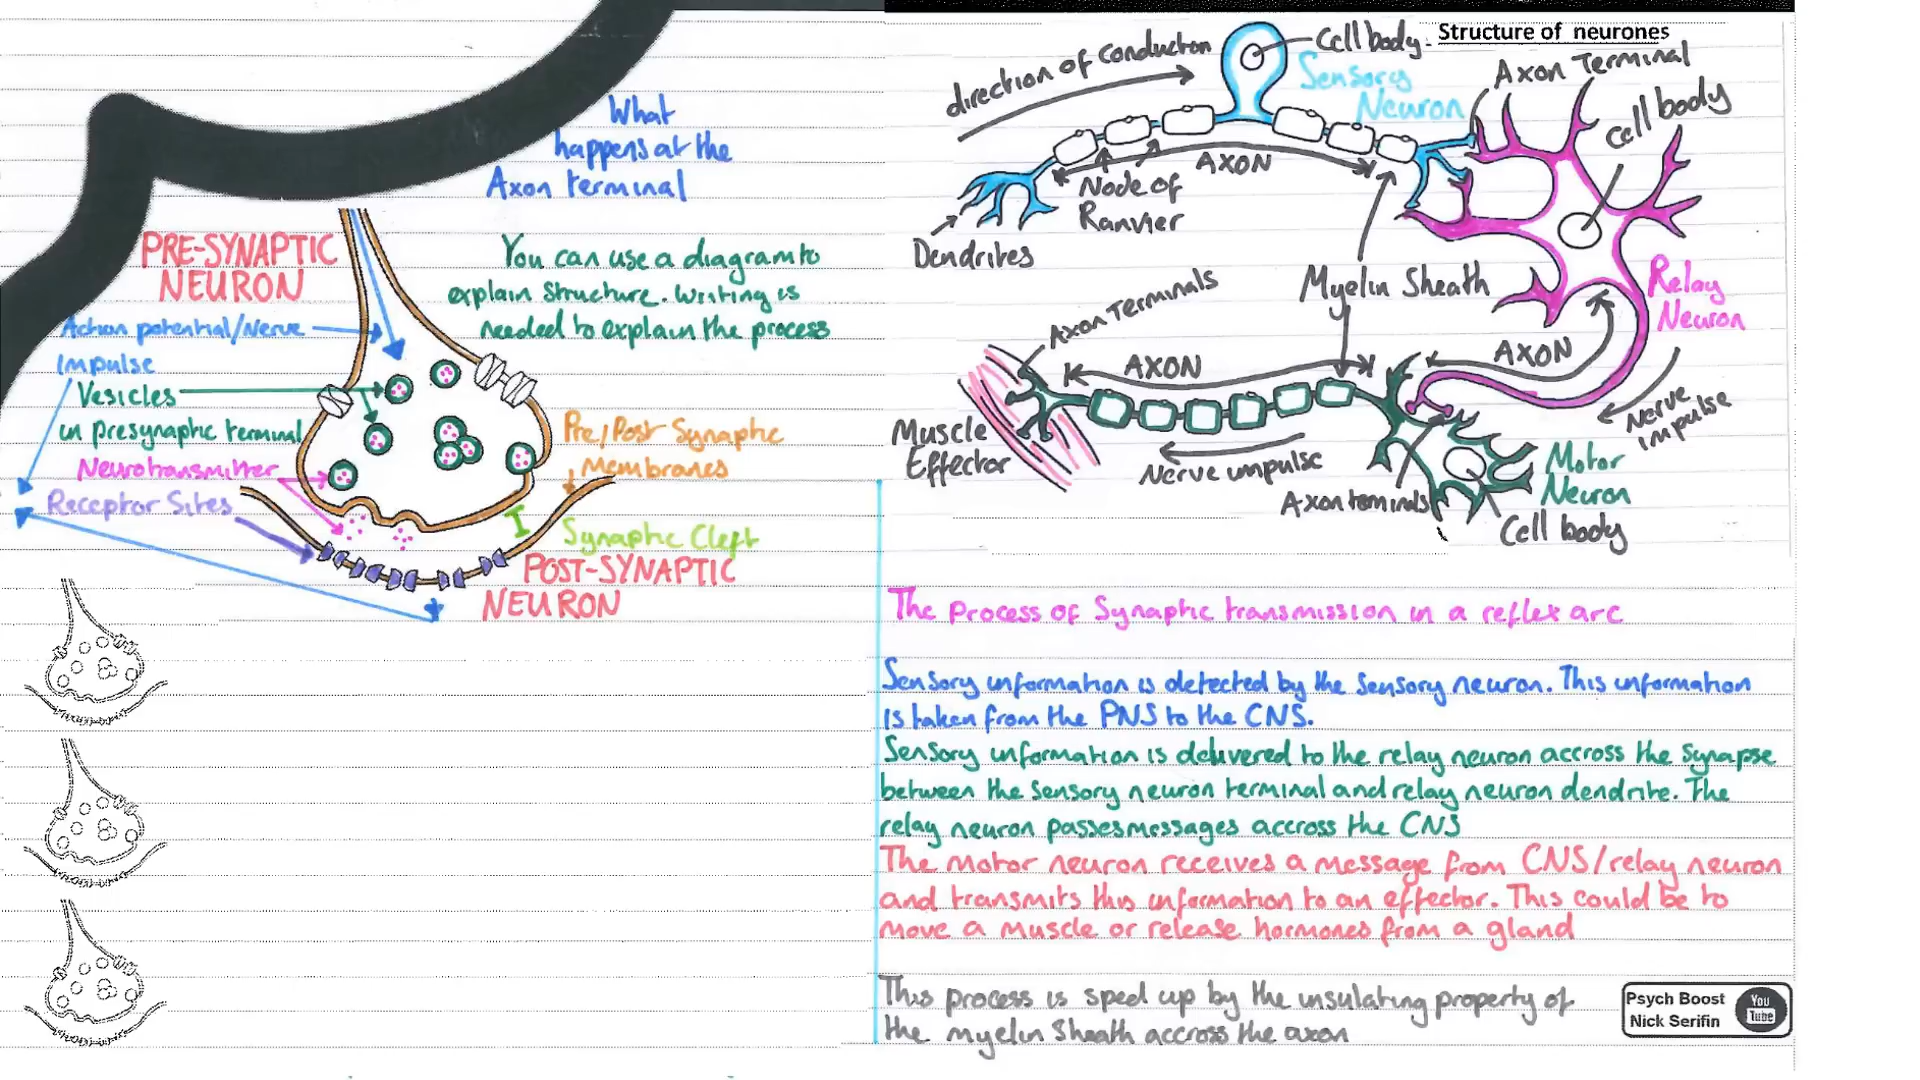 What
happens at the
Axon terminal
PRE-SYNAPTIC
NEURON
You can use a diagram to
explain structure. Writing is
needed to explain the process
Action potential/Nerve
Impulse
Vesicles
in presynaptic terminal
Neurotransmitter
Receptor Sites
Pre/Post Synaptic
Membranes
Synaptic Cleft
POST-SYNAPTIC
NEURON
Structure of neurones
direction of conduction
Cell body
Sensory
Neuron
Axon Terminal
Cell body
AXON
Node of
Ranvier
Dendrites
Myelin Sheath
Relay
Neuron
Axon Terminals
AXON
AXON
Nerve
impulse
Muscle
Effector
Nerve impulse
Axon terminals
Motor
Neuron
Cell body
The process of Synaptic transmission in a reflex arc
Sensory information is detected by the sensory neuron. This information
is taken from the PNS to the CNS.
Sensory information is delivered to the relay neuron accross the synapse
between the sensory neuron terminal and relay neuron dendrite. The
relay neuron passes messages accross the CNS
The motor neuron receives a message from CNS/relay neuron
and transmits this information to an effector. This could be to
move a muscle or release hormones from a gland
This process is sped up by the insulating property of
the myelin sheath accross the axon
Psych Boost
Nick Serifin
You
Tube